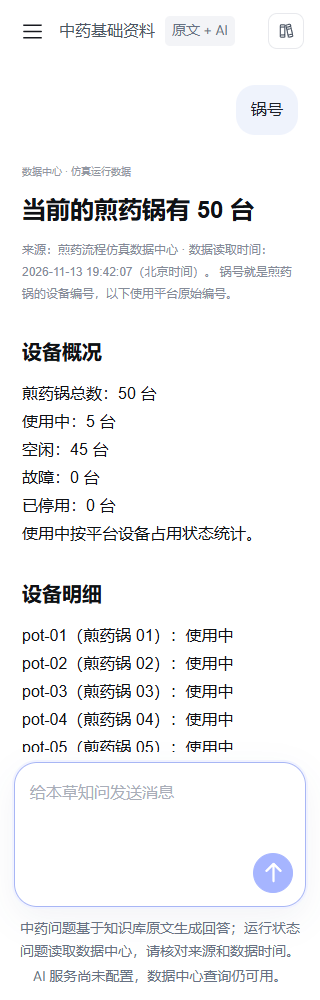 中药基础资料 原文 + AI
锅号
数据中心 · 仿真运行数据
当前的煎药锅有 50 台
来源：煎药流程仿真数据中心 · 数据读取时间：
2026-11-13 19:42:07（北京时间）。锅号就是煎药
锅的设备编号，以下使用平台原始编号。
设备概况
煎药锅总数：50 台
使用中：5 台
空闲：45 台
故障：0 台
已停用：0 台
使用中按平台设备占用状态统计。
设备明细
pot-01（煎药锅 01）：使用中
pot-02（煎药锅 02）：使用中
pot-03（煎药锅 03）：使用中
pot-04（煎药锅 04）：使用中
pot-05（煎药锅 05）：使用中
给本草知问发送消息
中药问题基于知识库原文生成回答；运行状态
问题读取数据中心，请核对来源和数据时间。
AI 服务尚未配置，数据中心查询仍可用。